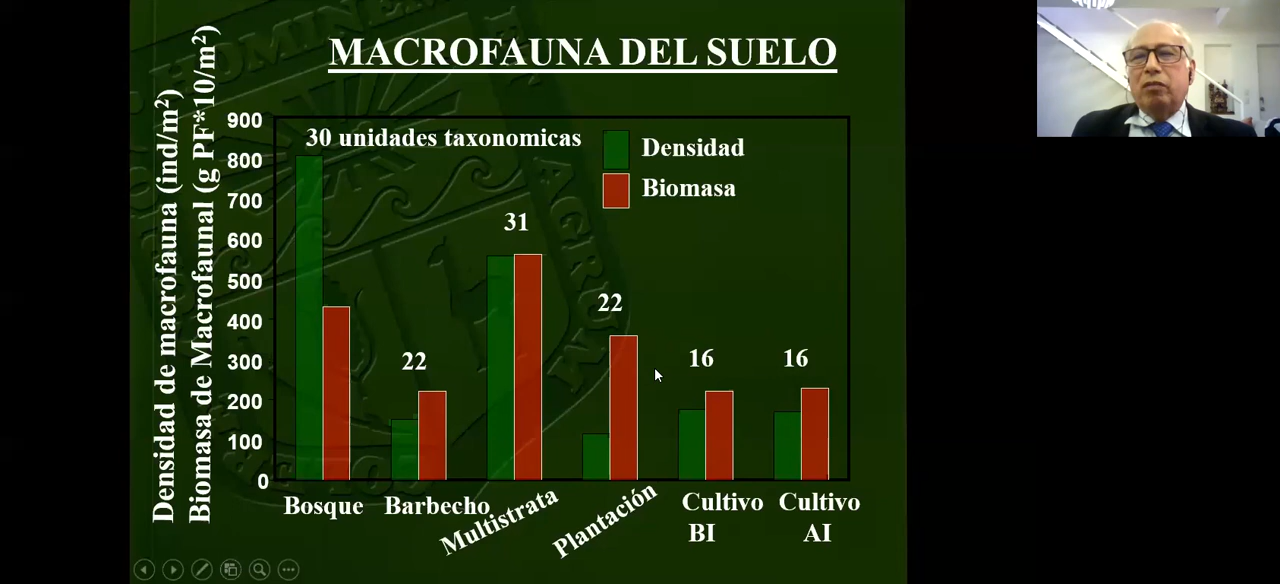 MACROFAUNA DEL SUELO
Densidad de macrofauna (ind/m²)
Biomasa de Macrofaunal (g PF*10/m²)
900
800
700
600
500
400
300
200
100
0
30 unidades taxonomicas
Densidad
Biomasa
22
31
22
16
16
Bosque
Barbecho
Multistrata
Plantación
Cultivo
BI
Cultivo
AI
HOMINEM
AGRUM